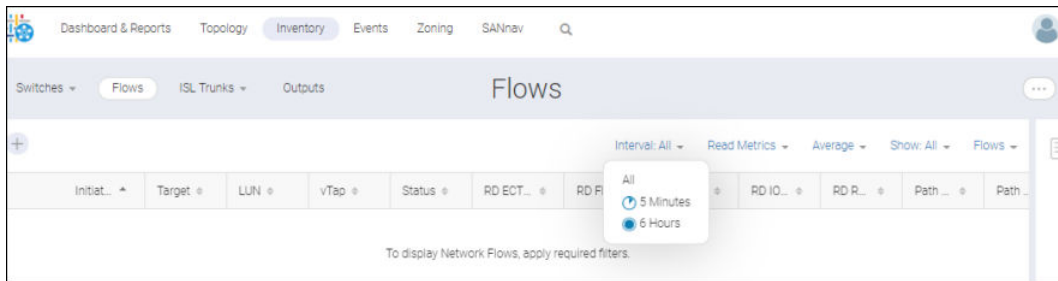 Dashboard & Reports Topology Inventory Events Zoning SANnav
Switches Flows ISL Trunks Outputs Flows ...
Interval: All Read Metrics Average Show: All Flows
Initiat... Target LUN vTap Status RD ECT... RD RD IO... RD R... Path ... Path
All
5 Minutes
6 Hours
To display Network Flows, apply required filters.